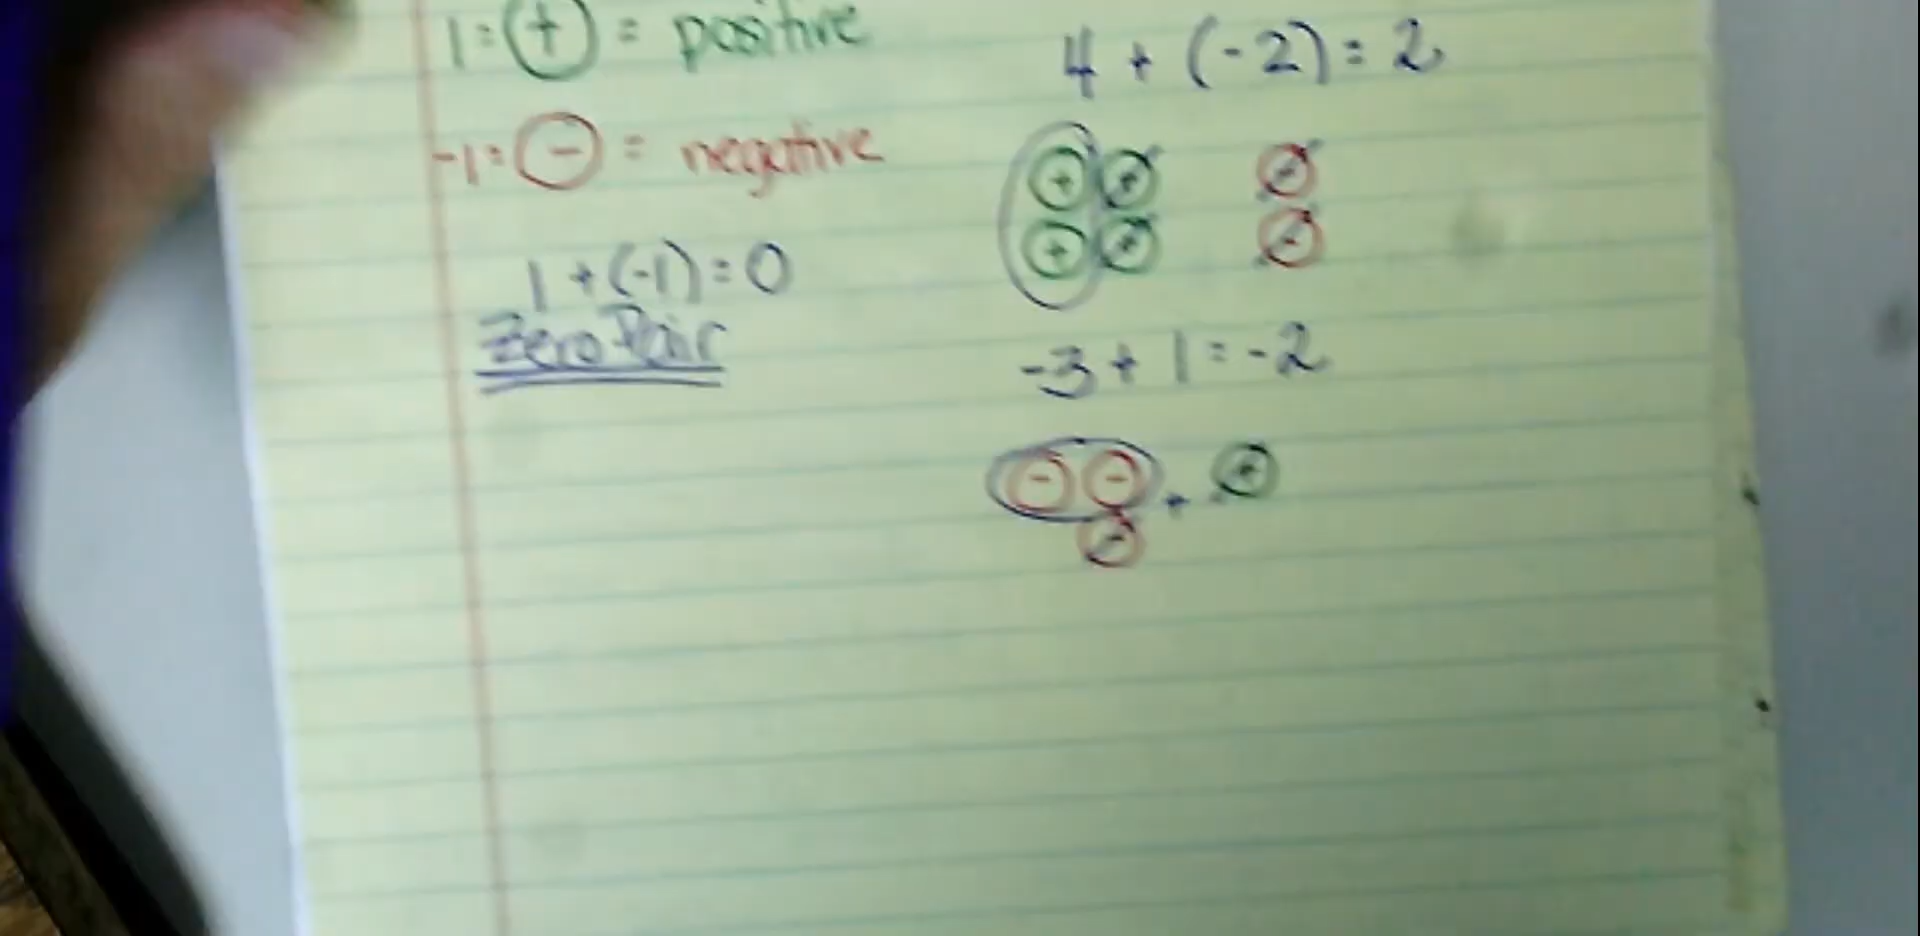 1 = (+) = positive
-1 = (-) = negative
1 + (-1) = 0
Zero Pair
4 + (-2) = 2
+ + - 
+ + -
-3 + 1 = -2
- - + +
-